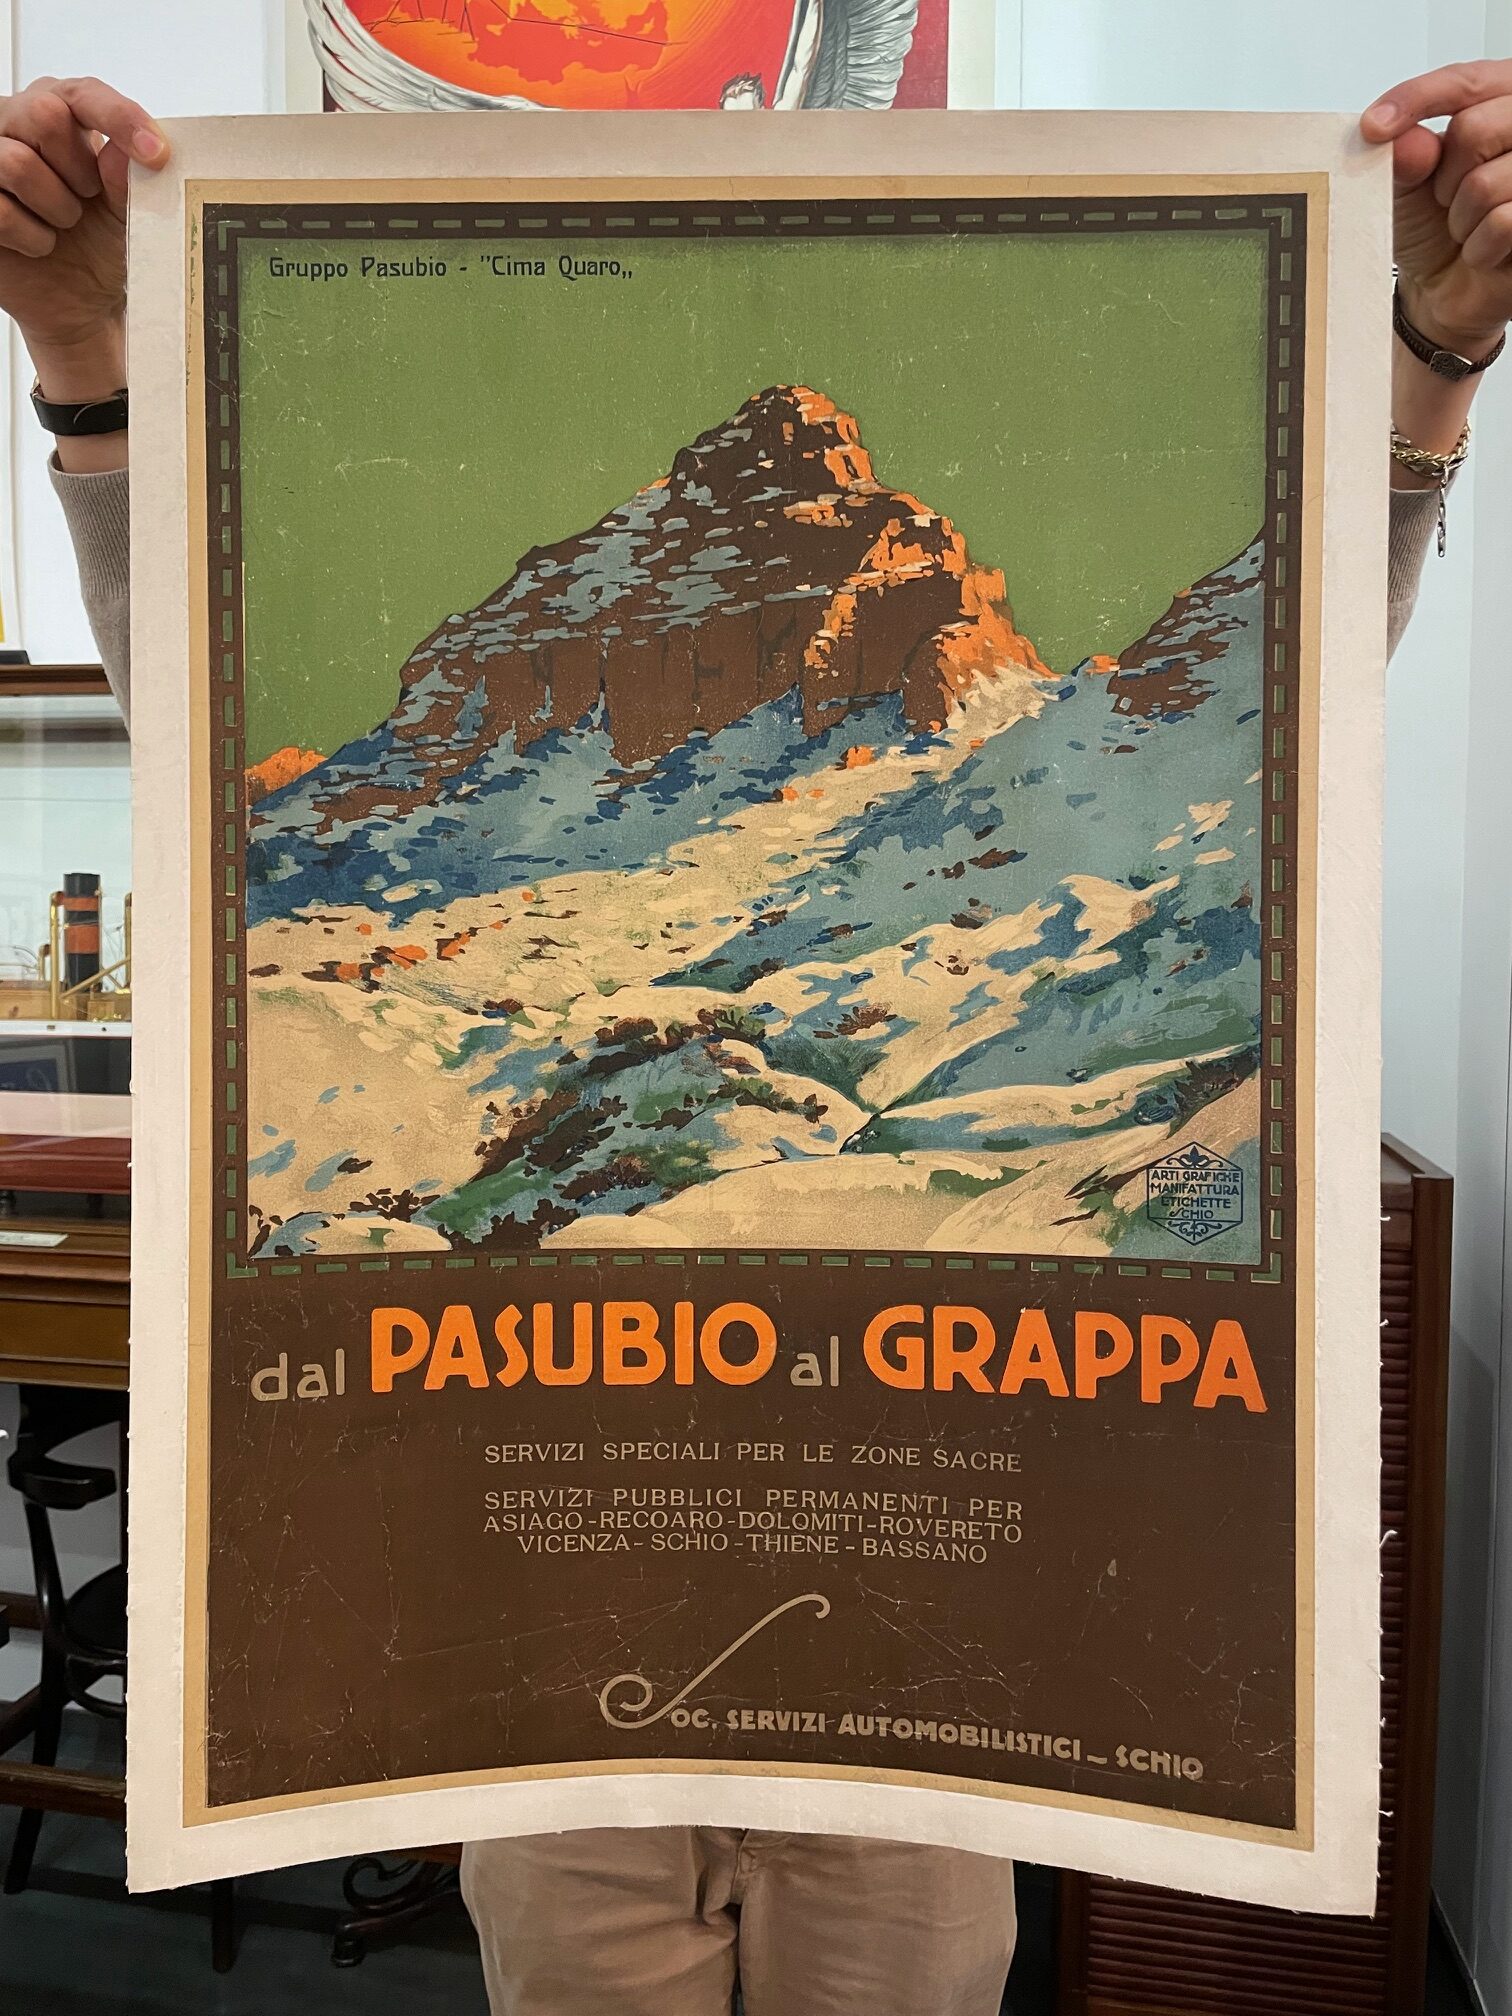 Gruppo Pasubio - "Cima Quaro„
ARTI GRAFICHE
MANIFATTURA
ETICHETTE
SCHIO
dal PASUBIO al GRAPPA
SERVIZI SPECIALI PER LE ZONE SACRE
SERVIZI PUBBLICI PERMANENTI PER
ASIAGO-RECOARO-DOLOMITI-ROVERETO
VICENZA-SCHIO-THIENE-BASSANO
SOC. SERVIZI AUTOMOBILISTICI - SCHIO